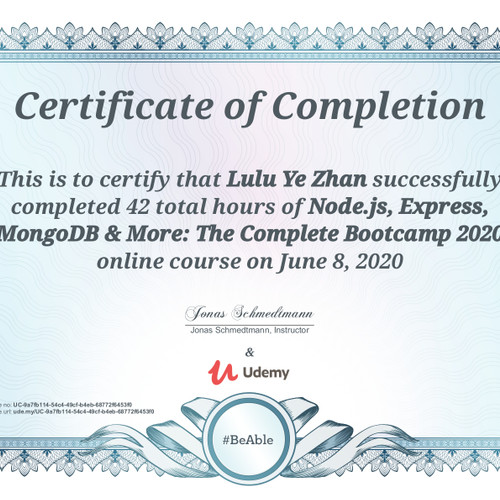 Certificate of Completion
This is to certify that Lulu Ye Zhan successfully
completed 42 total hours of Node.js, Express,
MongoDB & More: The Complete Bootcamp 2020
online course on June 8, 2020
Jonas Schmedtmann
Jonas Schmedtmann, Instructor
&
Udemy
no: UC-9a7fb114-54c4-49cf-b4eb-68772f6453f0
url: ude.my/UC-9a7fb114-54c4-49cf-b4eb-68772f6453f0
#BeAble